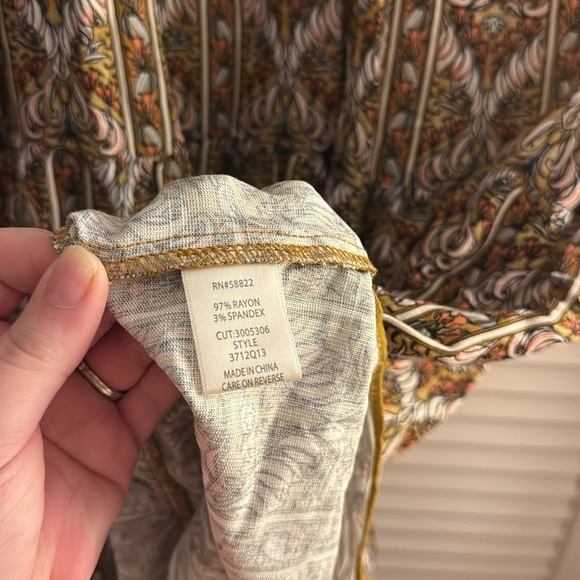 RN#58822
97% RAYON
3% SPANDEX
CUT:3005306
STYLE
3712Q13
MADE IN CHINA
CARE ON REVERSE